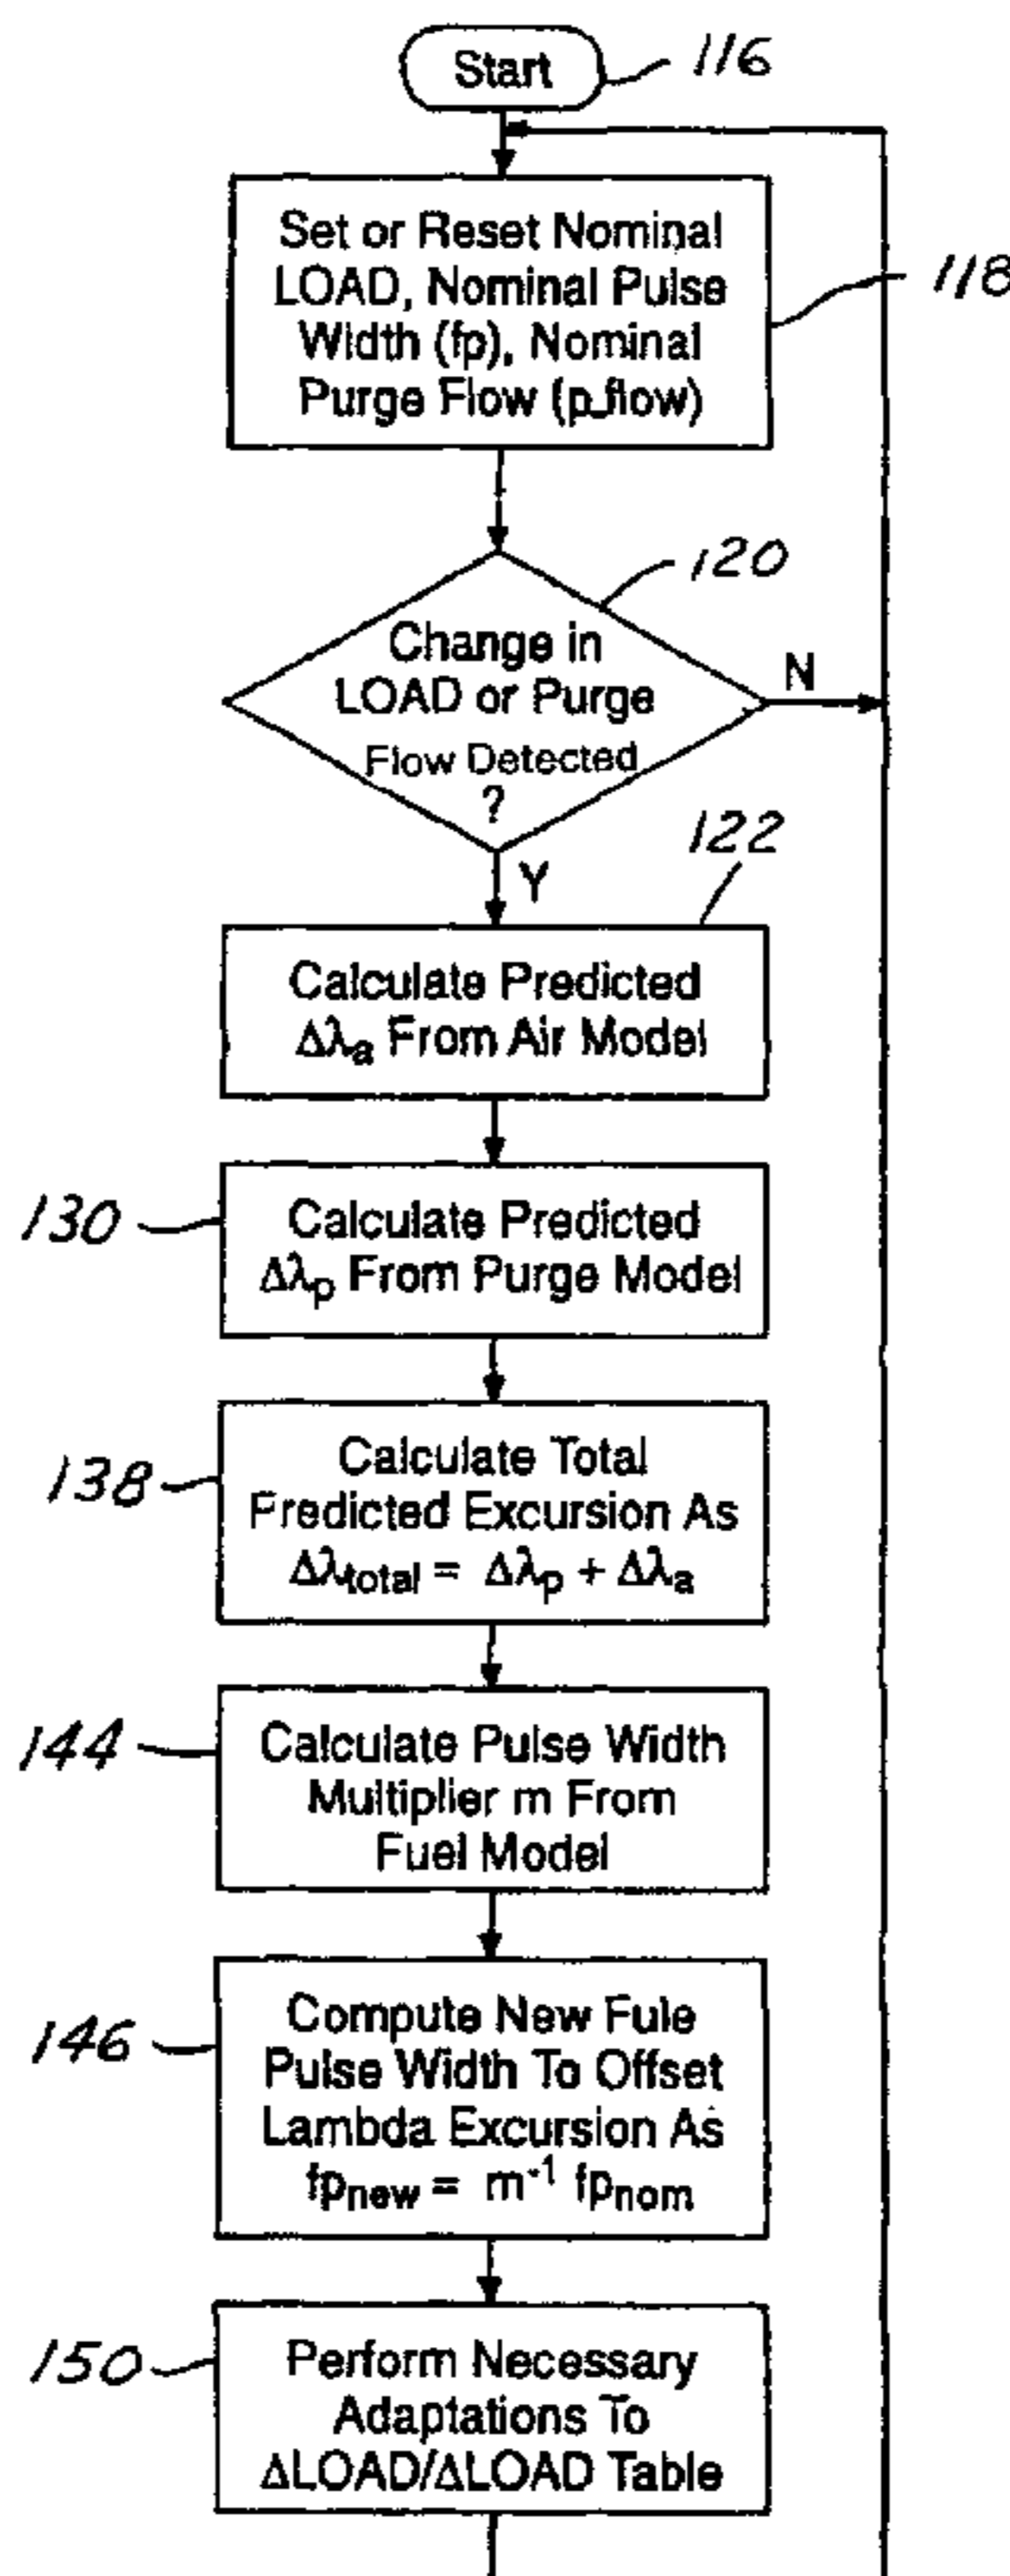 Start
116
Set or Reset Nominal
LOAD, Nominal Pulse
Width (fp), Nominal
Purge Flow (p_flow)
118
120
Change in
LOAD or Purge
Flow Detected
?
N
Y
122
Calculate Predicted
Δλa From Air Model
130
Calculate Predicted
Δλp From Purge Model
138
Calculate Total
Predicted Excursion As
Δλtotal = Δλp + Δλa
144
Calculate Pulse Width
Multiplier m From
Fuel Model
146
Compute New Fule
Pulse Width To Offset
Lambda Excursion As
fpnew = m⁻¹ fpnom
150
Perform Necessary
Adaptations To
ΔLOAD/ΔLOAD Table